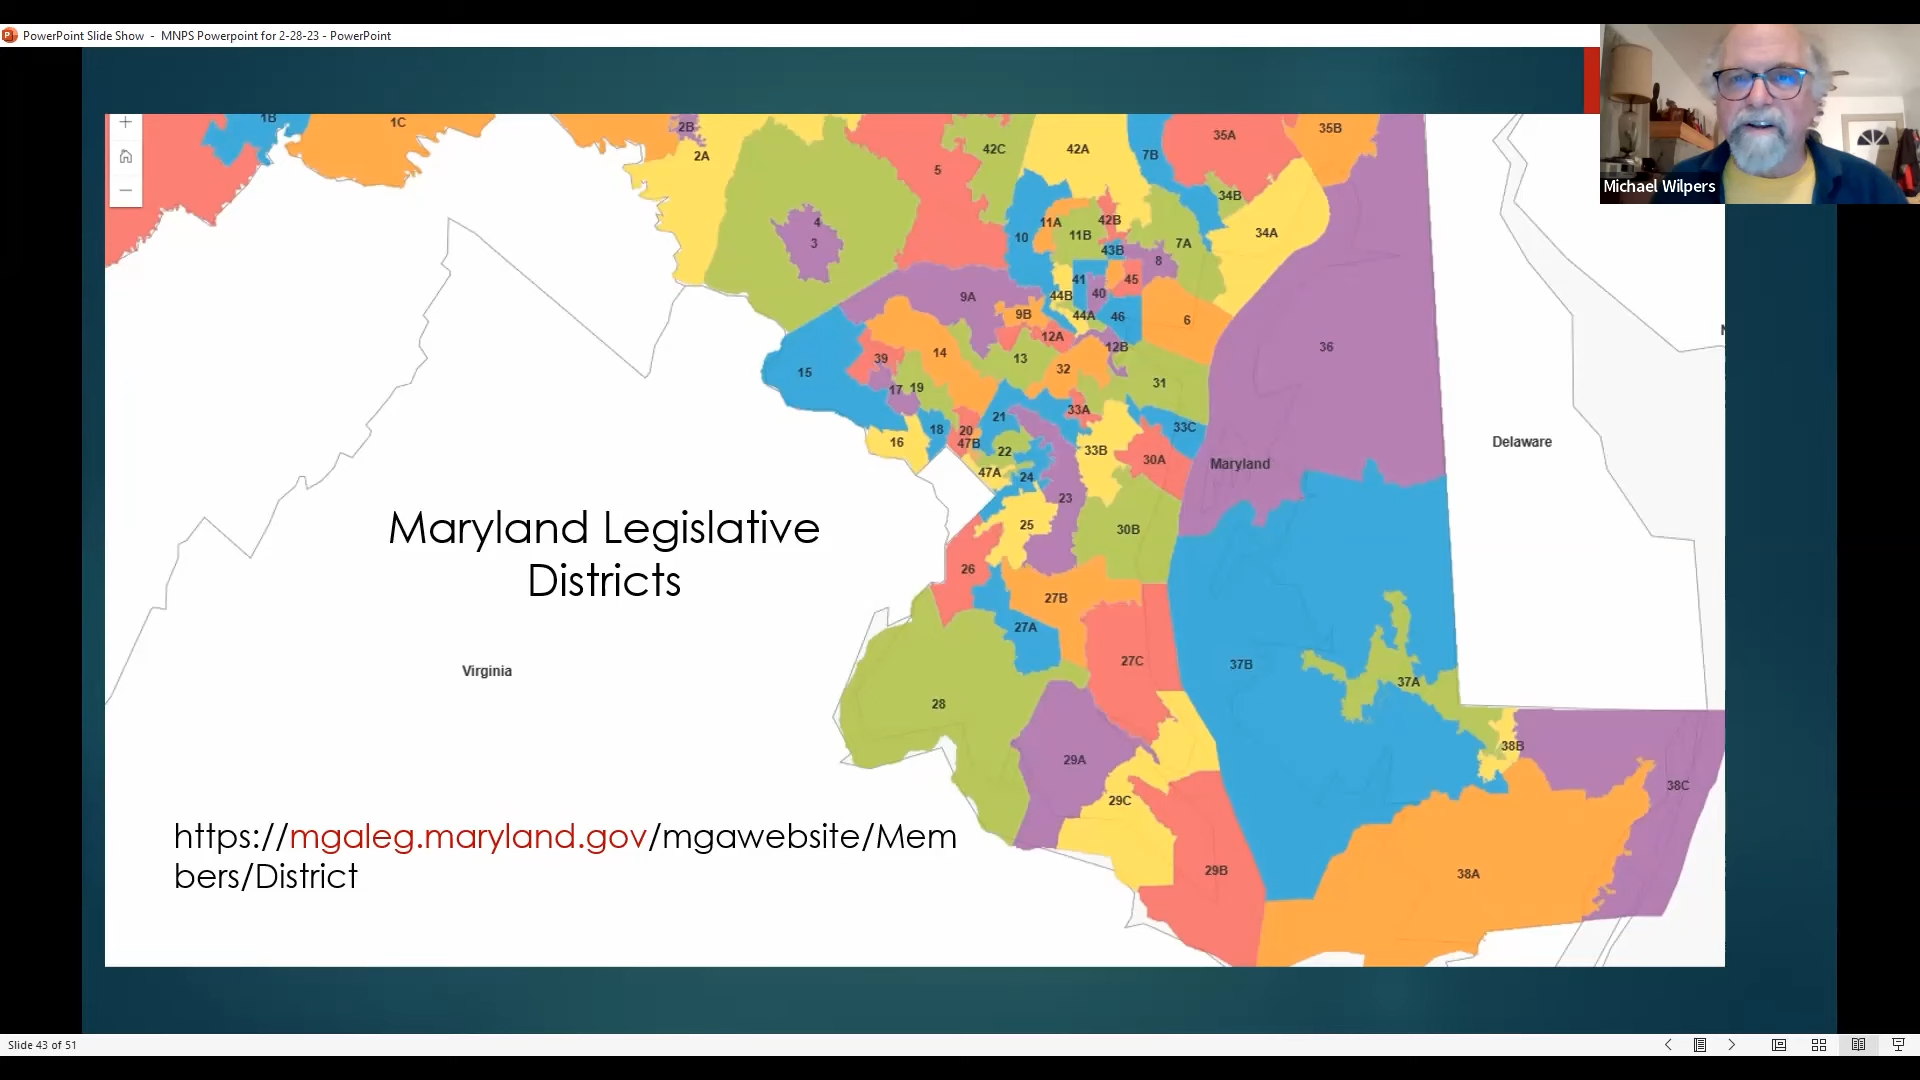 PowerPoint Slide Show - MNPS Powerpoint for 2-28-23 - PowerPoint
Michael Wilpers
1B
1C
2B
2A
42C
42A
7B
35A
35B
5
34B
4
3
10
11A
42B
11B
43B
7A
34A
8
41
45
40
9A
44B
9B
44A
46
6
12A
12B
36
39
14
13
32
15
17
19
31
21
33A
18
20
33C
16
47B
22
33B
30A
Maryland
Delaware
47A
24
23
25
30B
26
27B
27A
27C
37B
37A
Virginia
28
29A
38B
38C
29C
29B
38A
Maryland Legislative
Districts
https://mgaleg.maryland.gov/mgawebsite/Mem
bers/District
Slide 43 of 51